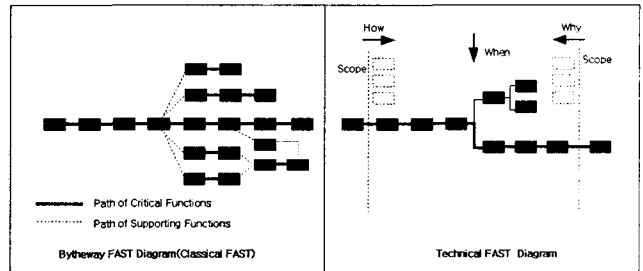 Path of Critical Functions
Path of Supporting Functions
Bytheway FAST Diagram(Classical FAST)
How
Why
When
Scope
Scope
Technical FAST Diagram